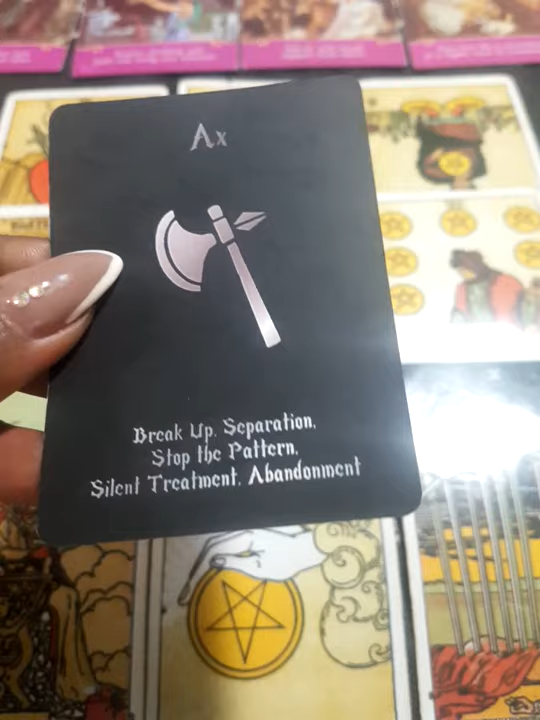 Ax
Break Up, Separation,
Stop the Pattern,
Silent Treatment, Abandonment